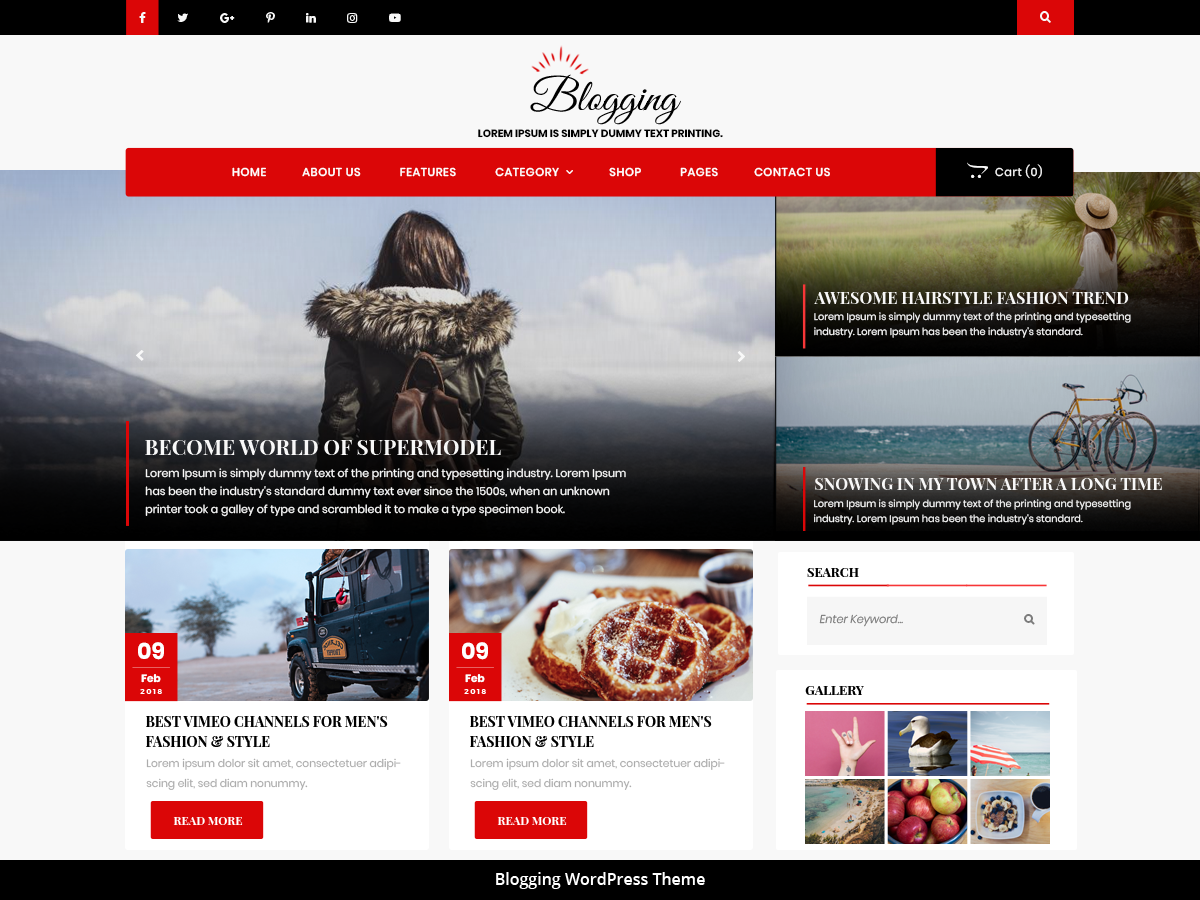 Blogging
LOREM IPSUM IS SIMPLY DUMMY TEXT PRINTING.
HOME ABOUT US FEATURES CATEGORY SHOP PAGES CONTACT US Cart (0)
BECOME WORLD OF SUPERMODEL
Lorem Ipsum is simply dummy text of the printing and typesetting industry. Lorem Ipsum
has been the industry's standard dummy text ever since the 1500s, when an unknown
printer took a galley of type and scrambled it to make a type specimen book.
AWESOME HAIRSTYLE FASHION TREND
Lorem Ipsum is simply dummy text of the printing and typesetting
industry. Lorem Ipsum has been the industry's standard.
SNOWING IN MY TOWN AFTER A LONG TIME
Lorem Ipsum is simply dummy text of the printing and typesetting
industry. Lorem Ipsum has been the industry's standard.
09
Feb
2018
BEST VIMEO CHANNELS FOR MEN'S
FASHION & STYLE
Lorem ipsum dolor sit amet, consectetuer adipi-
scing elit, sed diam nonummy.
READ MORE
09
Feb
2018
BEST VIMEO CHANNELS FOR MEN'S
FASHION & STYLE
Lorem ipsum dolor sit amet, consectetuer adipi-
scing elit, sed diam nonummy.
READ MORE
SEARCH
Enter Keyword...
GALLERY
Blogging WordPress Theme